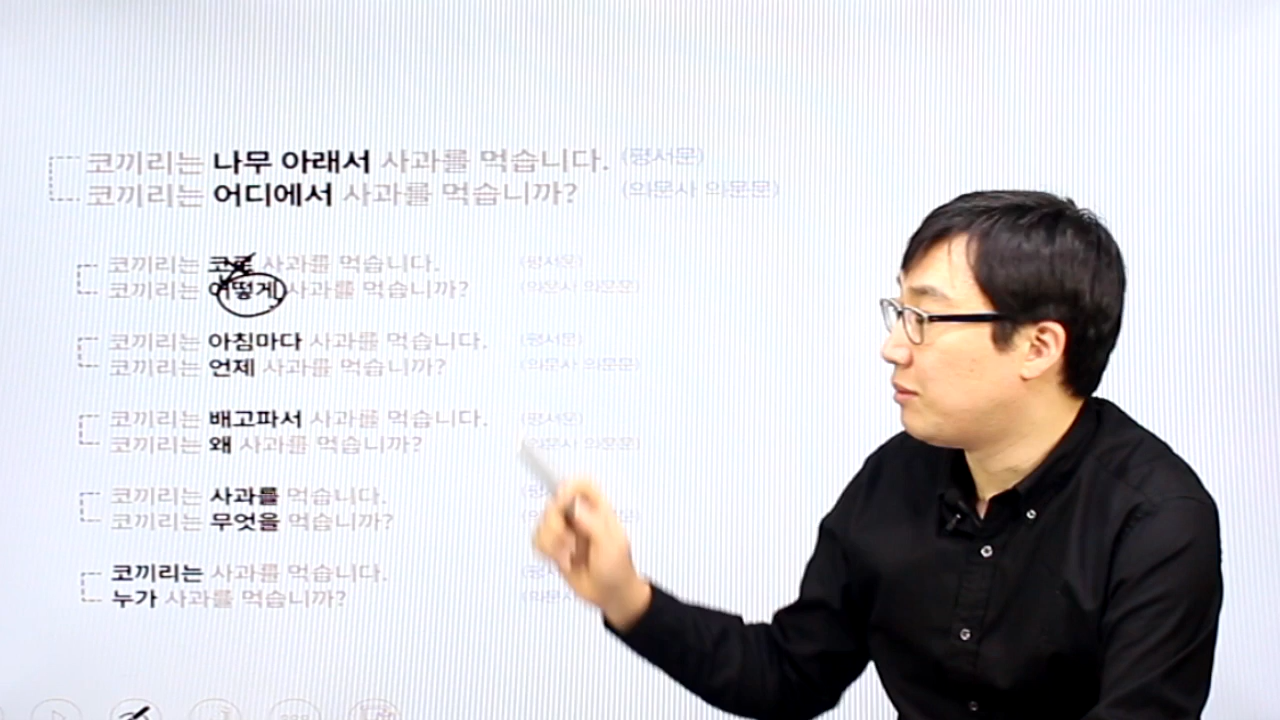 코끼리는 나무 아래서 사과를 먹습니다. (평서문)
코끼리는 어디에서 사과를 먹습니까? (의문사 의문문)
코끼리는 코로 사과를 먹습니다. (평서문)
코끼리는 어떻게 사과를 먹습니까? (의문사 의문문)
코끼리는 아침마다 사과를 먹습니다. (평서문)
코끼리는 언제 사과를 먹습니까? (의문사 의문문)
코끼리는 배고파서 사과를 먹습니다. (평서문)
코끼리는 왜 사과를 먹습니까? (의문사 의문문)
코끼리는 사과를 먹습니다.
코끼리는 무엇을 먹습니까?
코끼리는 사과를 먹습니다.
누가 사과를 먹습니까?